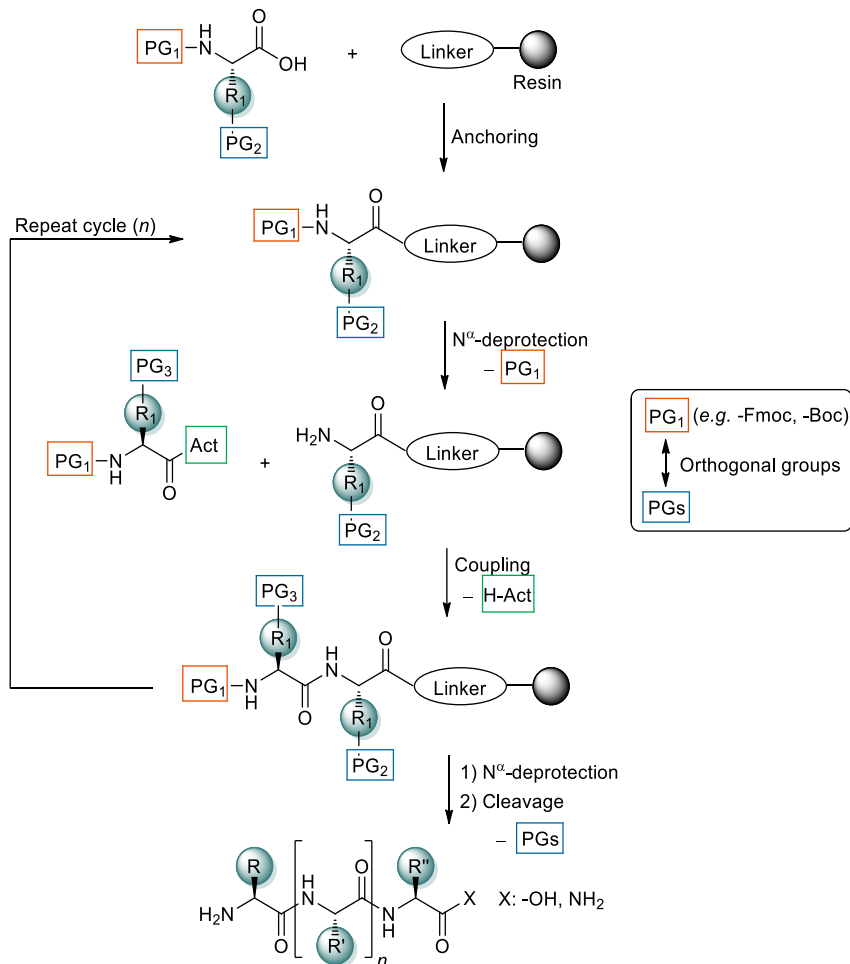 PG₁ N H O OH R₁ PG₂ + Linker Resin
Anchoring
Repeat cycle (n)
PG₁ N H O R₁ PG₂ Linker
Nᵅ-deprotection
– PG₁
PG₃ R₁ PG₁ N H O Act
+
H₂N O R₁ PG₂ Linker
PG₁ (e.g. -Fmoc, -Boc)
Orthogonal groups
PGs
Coupling
– H-Act
PG₃ R₁ PG₁ N H O H N O R₁ PG₂ Linker
1) Nᵅ-deprotection
2) Cleavage
– PGs
R H₂N O H N R' O n N H R" O X
X: -OH, NH₂